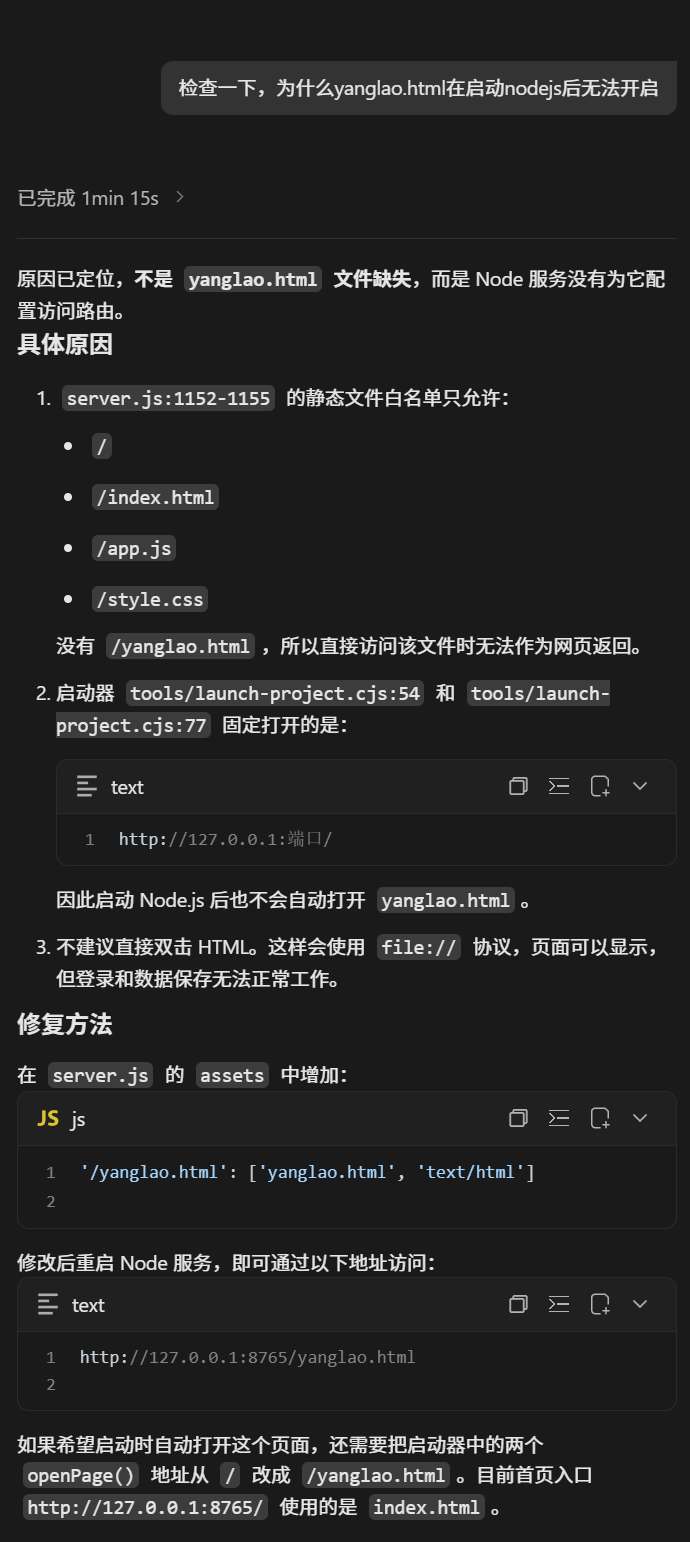 检查一下，为什么yanglao.html在启动nodejs后无法开启
已完成 1min 15s
原因已定位，不是 yanglao.html 文件缺失，而是 Node 服务没有为它配
置访问路由。
具体原因
1. server.js:1152-1155 的静态文件白名单只允许：
• /
• /index.html
• /app.js
• /style.css
没有 /yanglao.html ，所以直接访问该文件时无法作为网页返回。
2. 启动器 tools/launch-project.cjs:54 和 tools/launch-
project.cjs:77 固定打开的是：
text
1 http://127.0.0.1:端口/
因此启动 Node.js 后也不会自动打开 yanglao.html 。
3. 不建议直接双击 HTML。这样会使用 file:// 协议，页面可以显示，
但登录和数据保存无法正常工作。
修复方法
在 server.js 的 assets 中增加：
JS js
1 '/yanglao.html': ['yanglao.html', 'text/html']
2
修改后重启 Node 服务，即可通过以下地址访问：
text
1 http://127.0.0.1:8765/yanglao.html
2
如果希望启动时自动打开这个页面，还需要把启动器中的两个
openPage() 地址从 / 改成 /yanglao.html 。目前首页入口
http://127.0.0.1:8765/ 使用的是 index.html 。